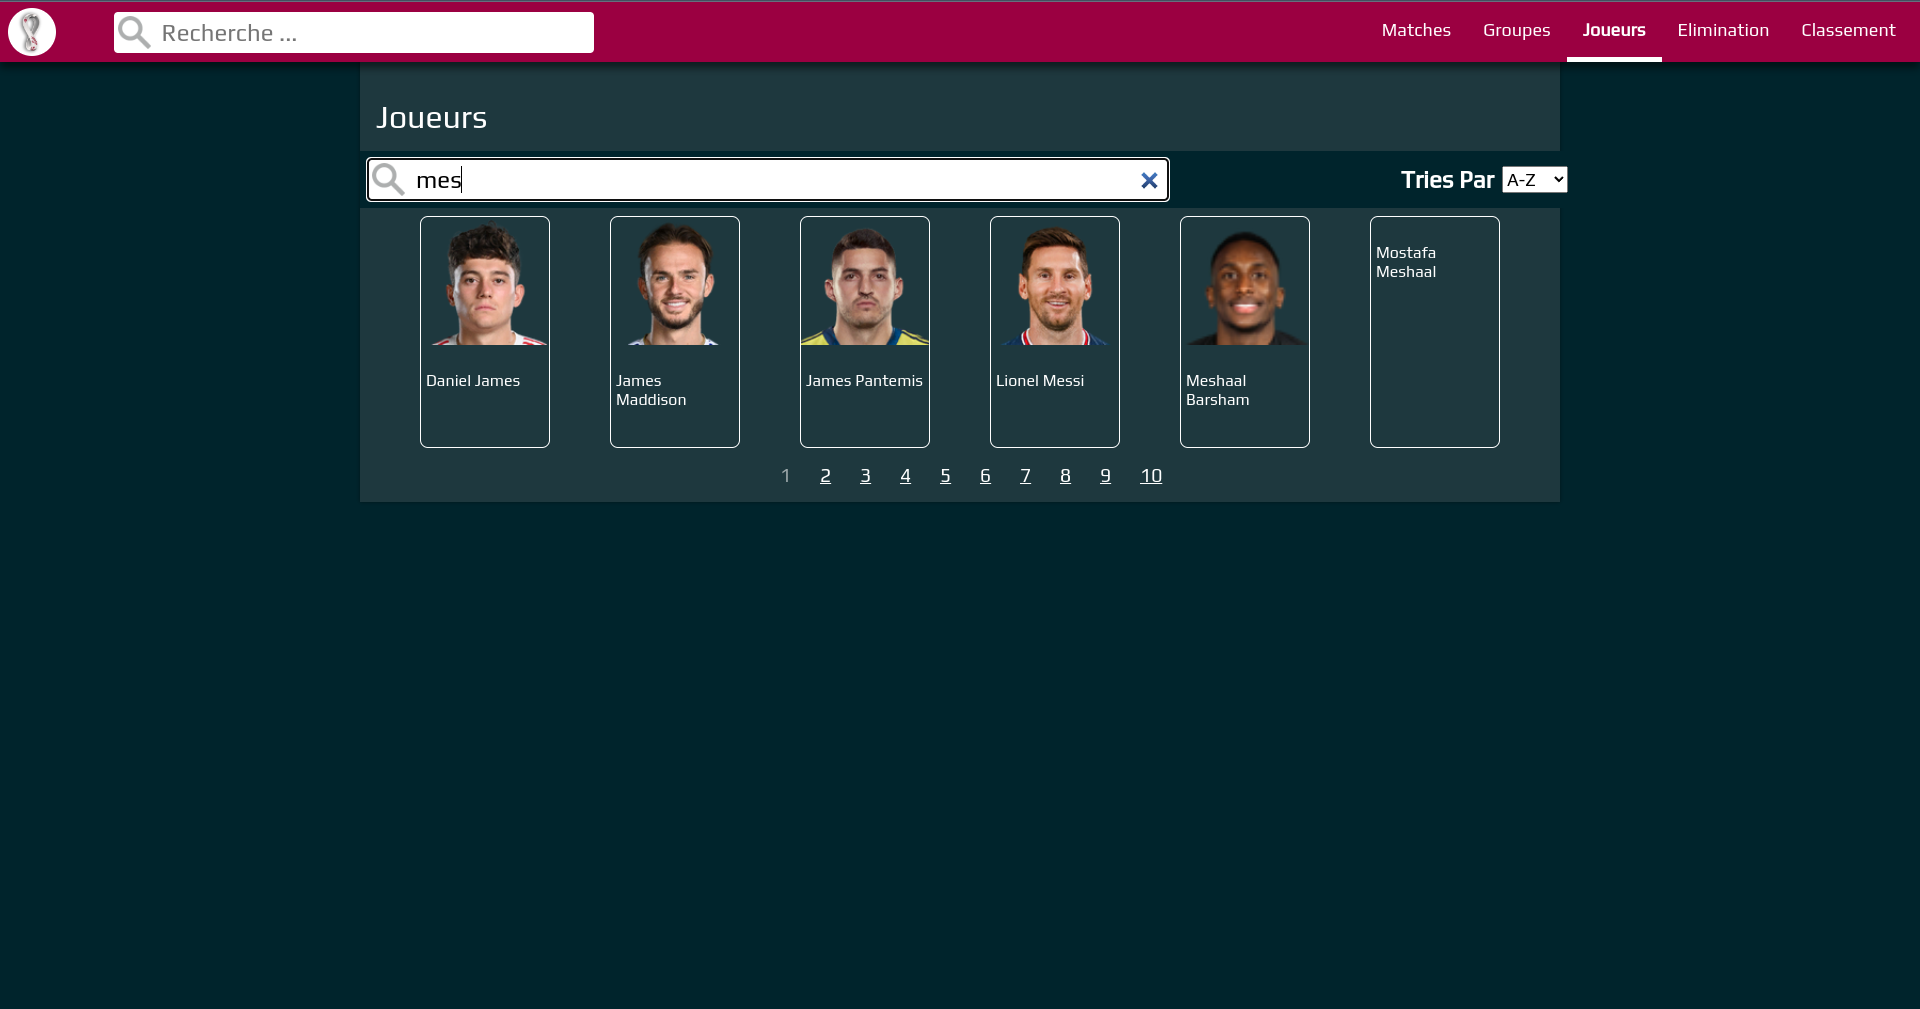 Recherche ...
Matches
Groupes
Joueurs
Elimination
Classement
Joueurs
mes
Tries Par
A-Z
Daniel James
James
Maddison
James Pantemis
Lionel Messi
Meshaal
Barsham
Mostafa
Meshaal
1 2 3 4 5 6 7 8 9 10